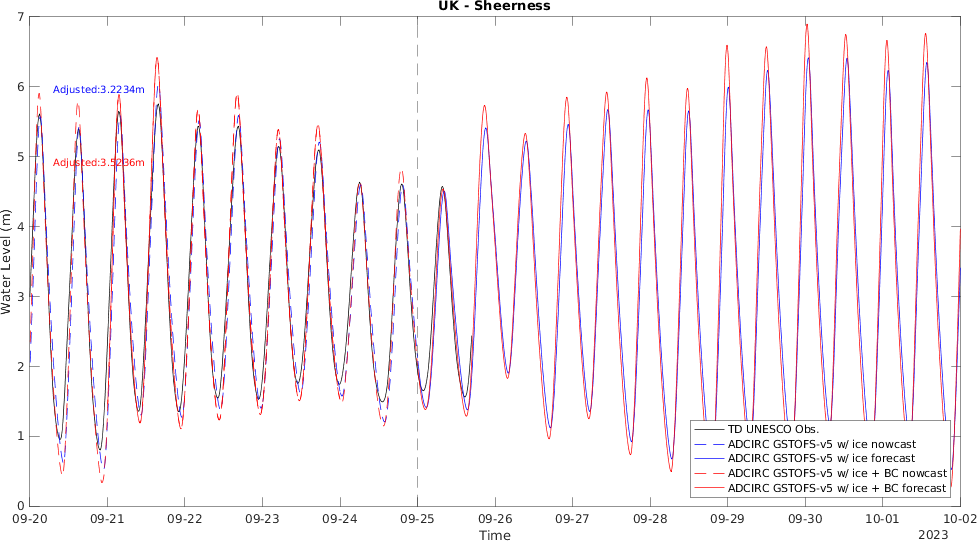 UK - Sheerness
7
6
5
4
3
2
1
0
Water Level (m)
Adjusted:3.2234m
Adjusted:3.5236m
TD UNESCO Obs.
ADCIRC GSTOFS-v5 w/ ice nowcast
ADCIRC GSTOFS-v5 w/ ice forecast
ADCIRC GSTOFS-v5 w/ ice + BC nowcast
ADCIRC GSTOFS-v5 w/ ice + BC forecast
09-20 09-21 09-22 09-23 09-24 09-25 09-26 09-27 09-28 09-29 09-30 10-01 10-02
Time
2023